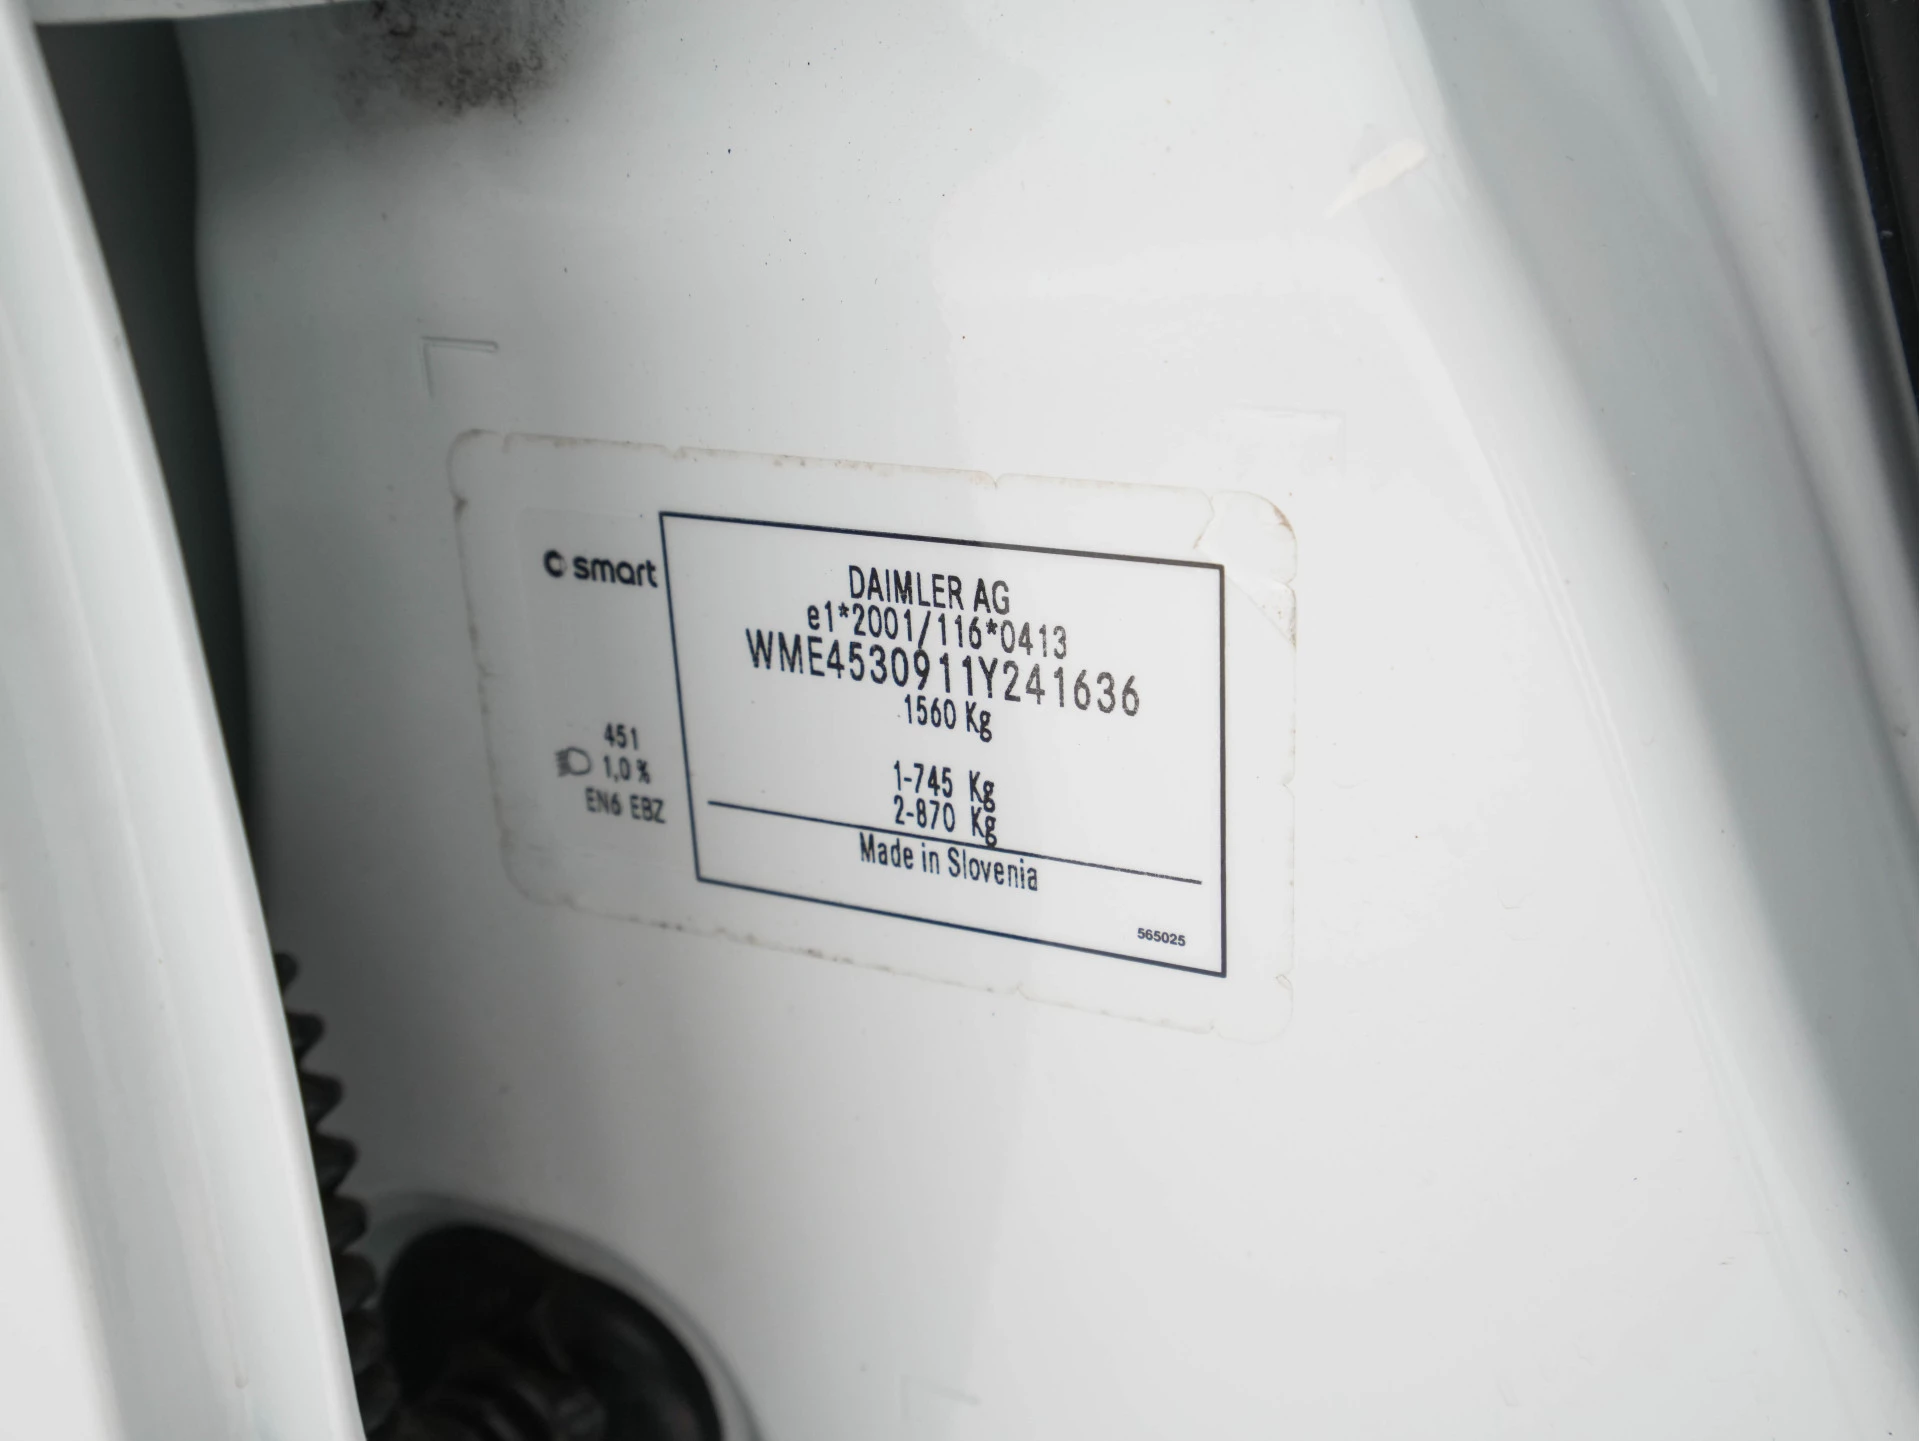 smart
DAIMLER AG
e1*2001/116*0413
WME4530911Y241636
1560 Kg
451
1,0 %
EN6 EBZ
1-745 Kg
2-870 Kg
Made in Slovenia
565025